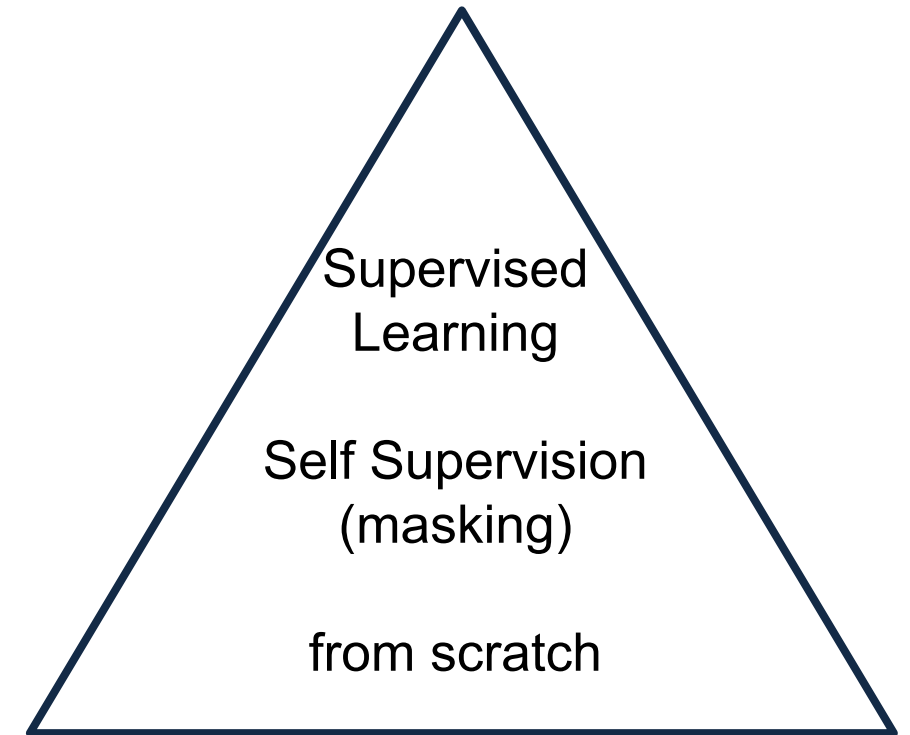 Supervised
Learning
Self Supervision
(masking)
from scratch